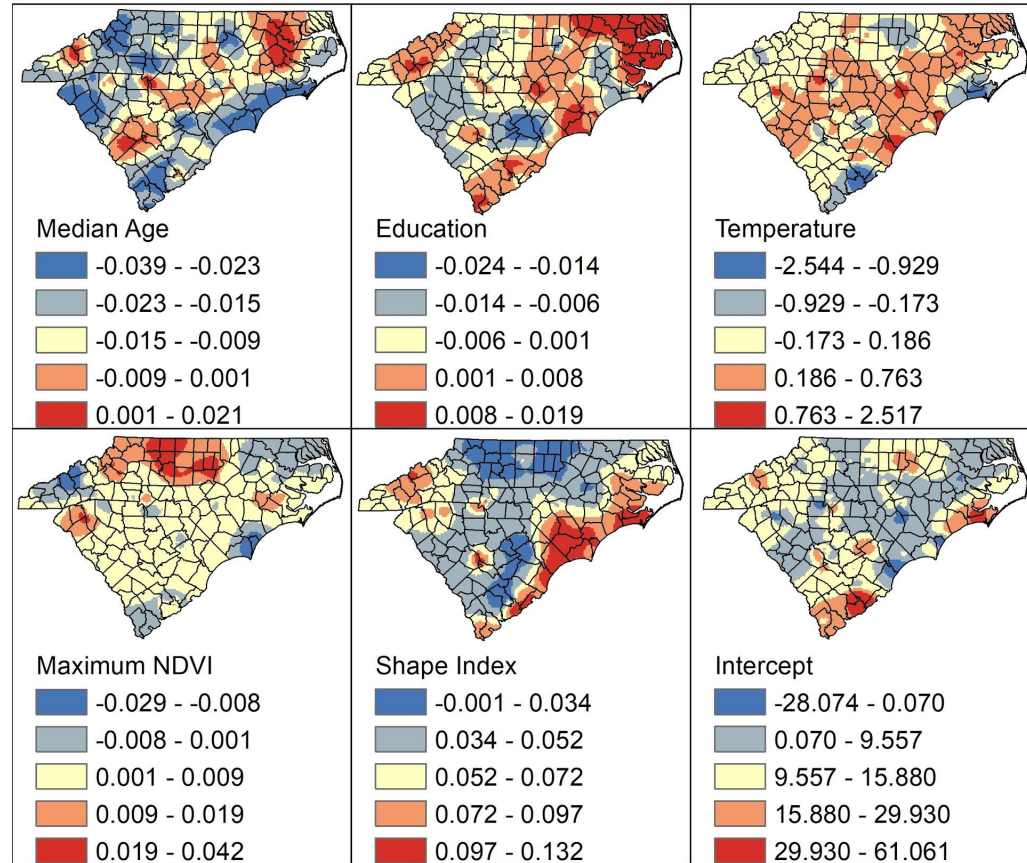 Median Age
-0.039 - -0.023
-0.023 - -0.015
-0.015 - -0.009
-0.009 - 0.001
0.001 - 0.021
Education
-0.024 - -0.014
-0.014 - -0.006
-0.006 - 0.001
0.001 - 0.008
0.008 - 0.019
Temperature
-2.544 - -0.929
-0.929 - -0.173
-0.173 - 0.186
0.186 - 0.763
0.763 - 2.517
Maximum NDVI
-0.029 - -0.008
-0.008 - 0.001
0.001 - 0.009
0.009 - 0.019
0.019 - 0.042
Shape Index
-0.001 - 0.034
0.034 - 0.052
0.052 - 0.072
0.072 - 0.097
0.097 - 0.132
Intercept
-28.074 - 0.070
0.070 - 9.557
9.557 - 15.880
15.880 - 29.930
29.930 - 61.061